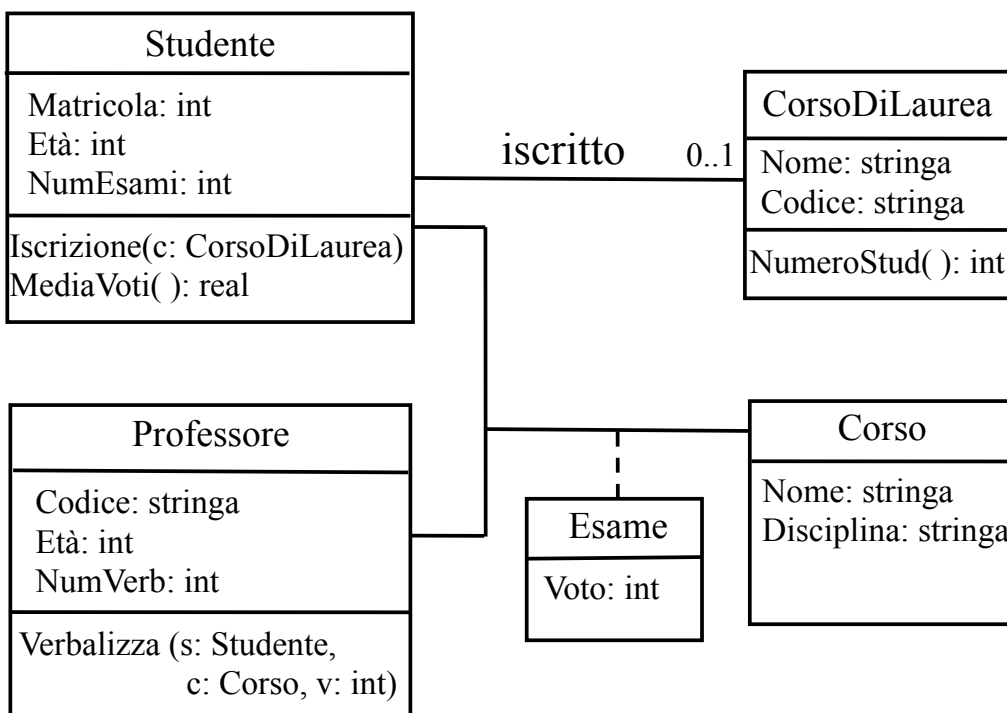 Studente
Matricola: int
Età: int
NumEsami: int
Iscrizione(c: CorsoDiLaurea)
MediaVoti( ): real
iscritto
0..1
CorsoDiLaurea
Nome: stringa
Codice: stringa
NumeroStud( ): int
Professore
Codice: stringa
Età: int
NumVerb: int
Verbalizza (s: Studente,
c: Corso, v: int)
Esame
Voto: int
Corso
Nome: stringa
Disciplina: stringa